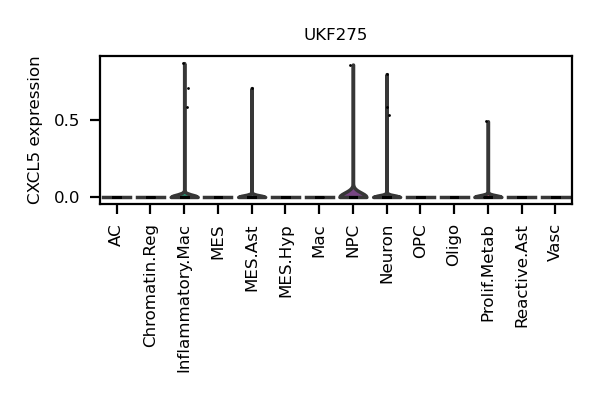 UKF275
CXCL5 expression
0.5
0.0
AC
Chromatin.Reg
Inflammatory.Mac
MES
MES.Ast
MES.Hyp
Mac
NPC
Neuron
OPC
Oligo
Prolif.Metab
Reactive.Ast
Vasc